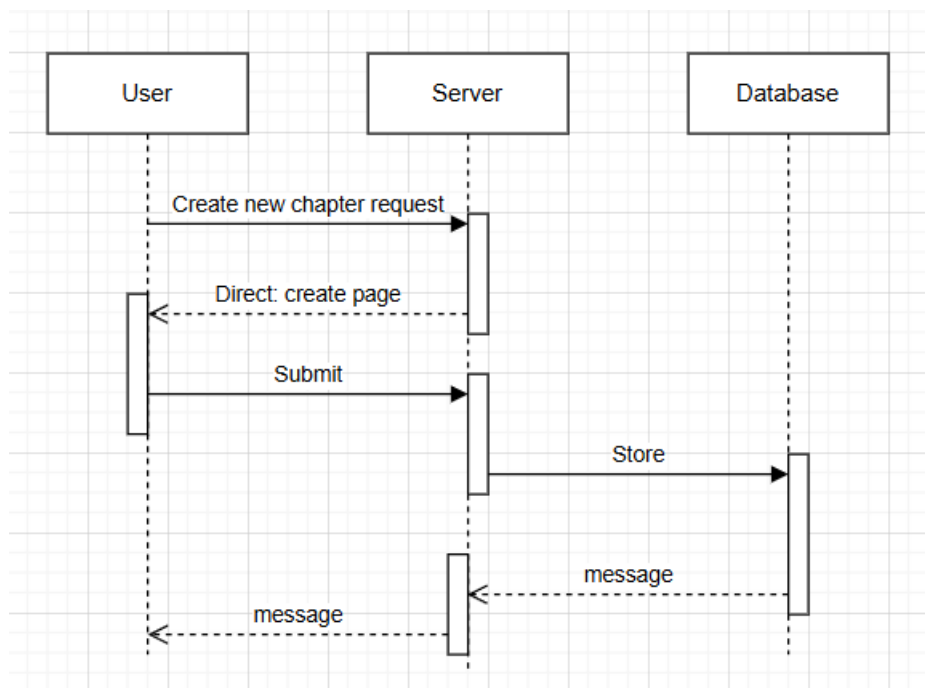 User
Server
Database
Create new chapter request
Direct: create page
Submit
Store
message
message